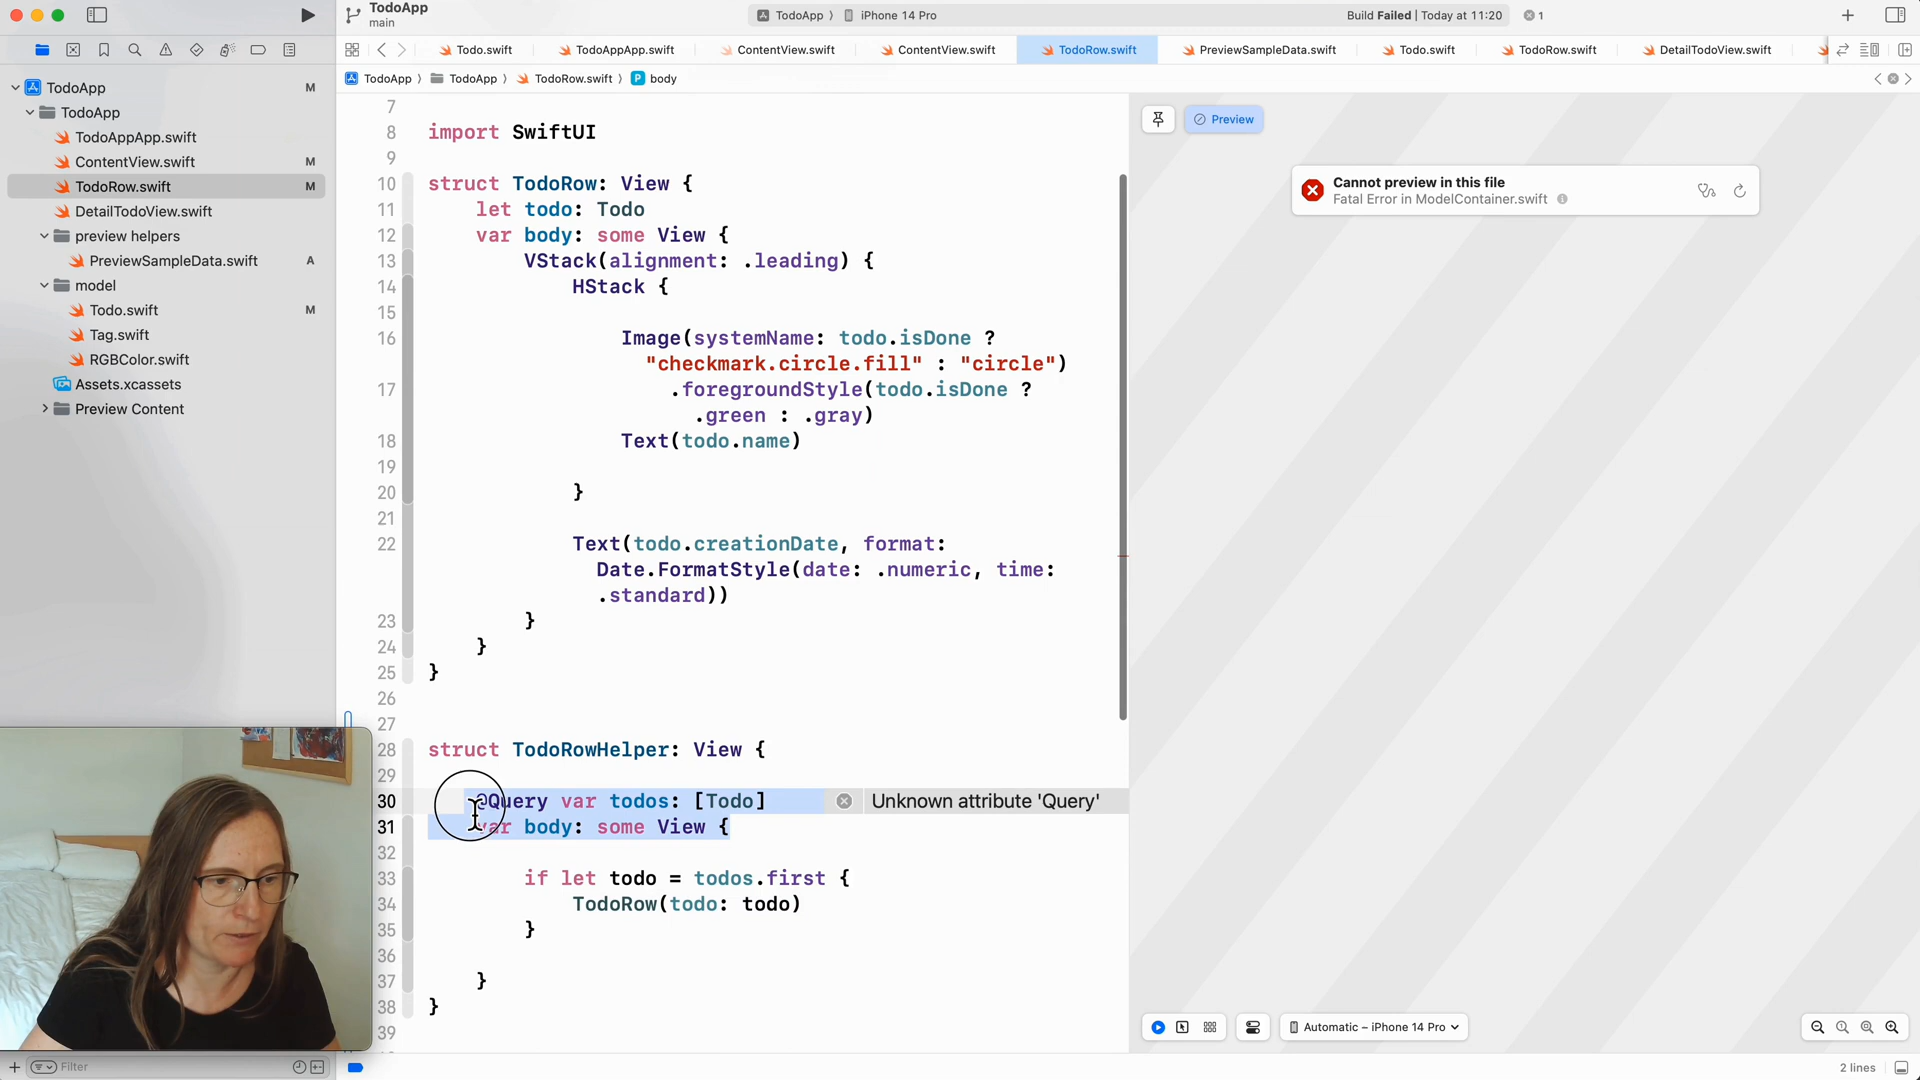 TodoApp
main
TodoApp 〉 iPhone 14 Pro
Build Failed | Today at 11:20
1
Todo.swift
TodoAppApp.swift
ContentView.swift
ContentView.swift
TodoRow.swift
PreviewSampleData.swift
Todo.swift
TodoRow.swift
DetailTodoView.swift
TodoApp 〉 TodoApp 〉 TodoRow.swift 〉 P body
TodoApp M
TodoApp
TodoAppApp.swift
ContentView.swift M
TodoRow.swift M
DetailTodoView.swift
preview helpers
PreviewSampleData.swift A
model
Todo.swift M
Tag.swift
RGBColor.swift
Assets.xcassets
Preview Content
Filter
7
8 import SwiftUI
9
10 struct TodoRow: View {
11 let todo: Todo
12 var body: some View {
13 VStack(alignment: .leading) {
14 HStack {
15
16 Image(systemName: todo.isDone ?
"checkmark.circle.fill" : "circle")
17 .foregroundStyle(todo.isDone ?
.green : .gray)
18 Text(todo.name)
19
20 }
21
22 Text(todo.creationDate, format:
Date.FormatStyle(date: .numeric, time:
.standard))
23 }
24 }
25 }
26
27
28 struct TodoRowHelper: View {
29
30 @Query var todos: [Todo]
Unknown attribute 'Query'
31 var body: some View {
32
33 if let todo = todos.first {
34 TodoRow(todo: todo)
35 }
36
37 }
38 }
39
Preview
Cannot preview in this file
Fatal Error in ModelContainer.swift
Automatic – iPhone 14 Pro
2 lines